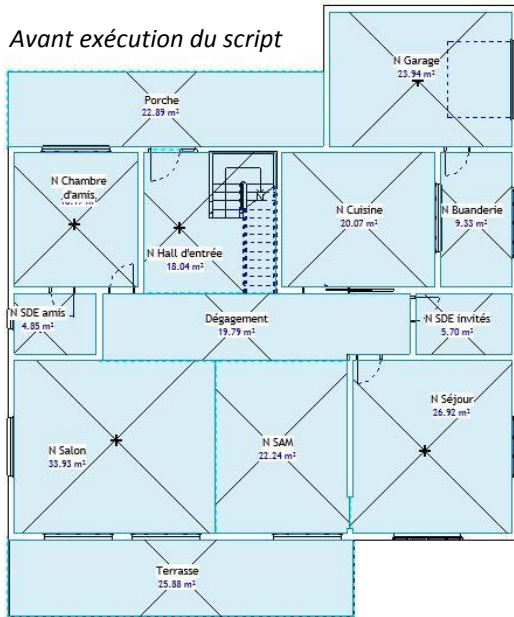 Avant exécution du script
N Garage
23.94 m²
Porche
22.89 m²
N Chambre
d'amis
N Hall d'entrée
18.04 m²
N Cuisine
20.07 m²
N Buanderie
9.33 m²
N SDE amis
4.85 m²
Dégagement
19.79 m²
N SDE invités
5.70 m²
N Salon
33.93 m²
N SAM
22.24 m²
N Séjour
26.92 m²
Terrasse
25.88 m²